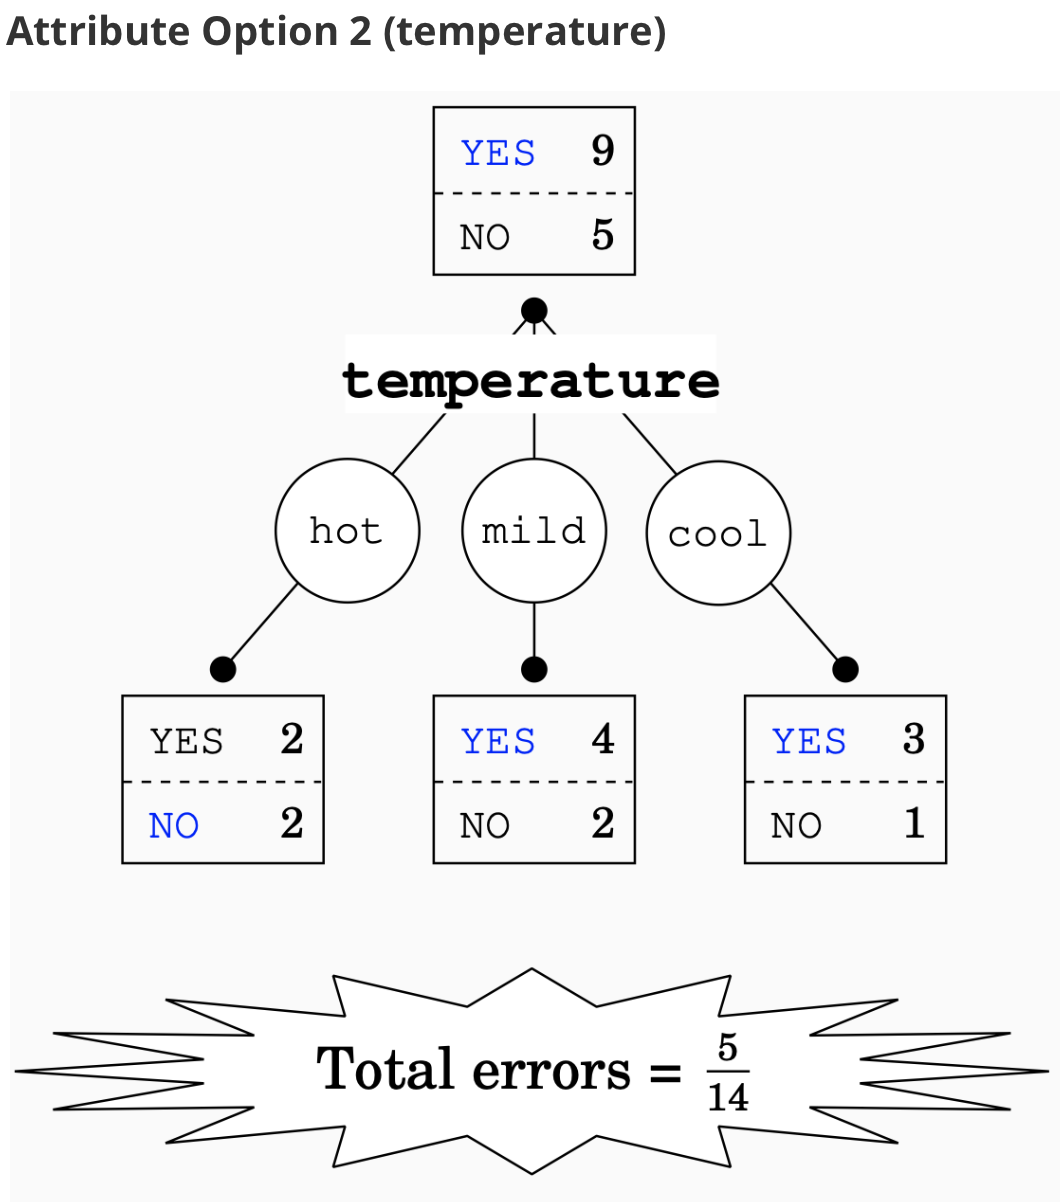 Attribute Option 2 (temperature)
YES 9
NO 5
temperature
hot mild cool
YES 2 YES 4 YES 3
NO 2 NO 2 NO 1
Total errors = 5/14